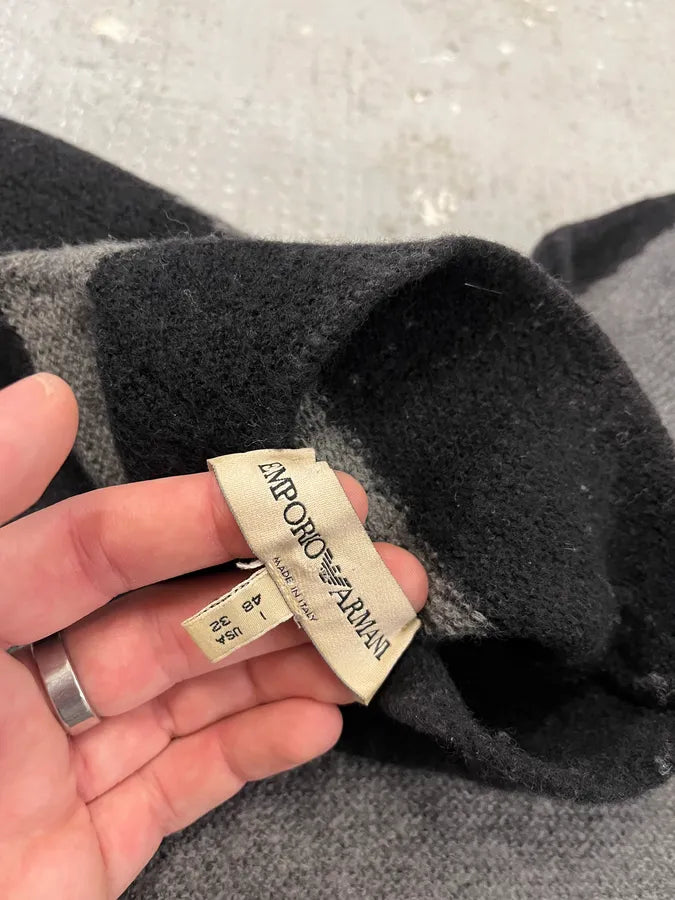 EMPORIO ARMANI
MADE IN ITALY
I 48
USA 32